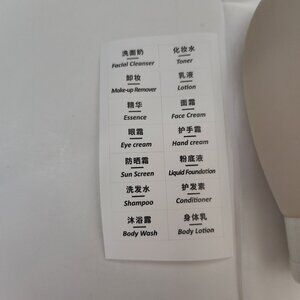 洗面奶 化妆水
Facial Cleanser Toner
卸妆 乳液
Make-up Remover Lotion
精华 面霜
Essence Face Cream
眼霜 护手霜
Eye cream Hand cream
防晒霜 粉底液
Sun Screen Liquid Foundation
洗发水 护发素
Shampoo Conditioner
沐浴露 身体乳
Body Wash Body Lotion